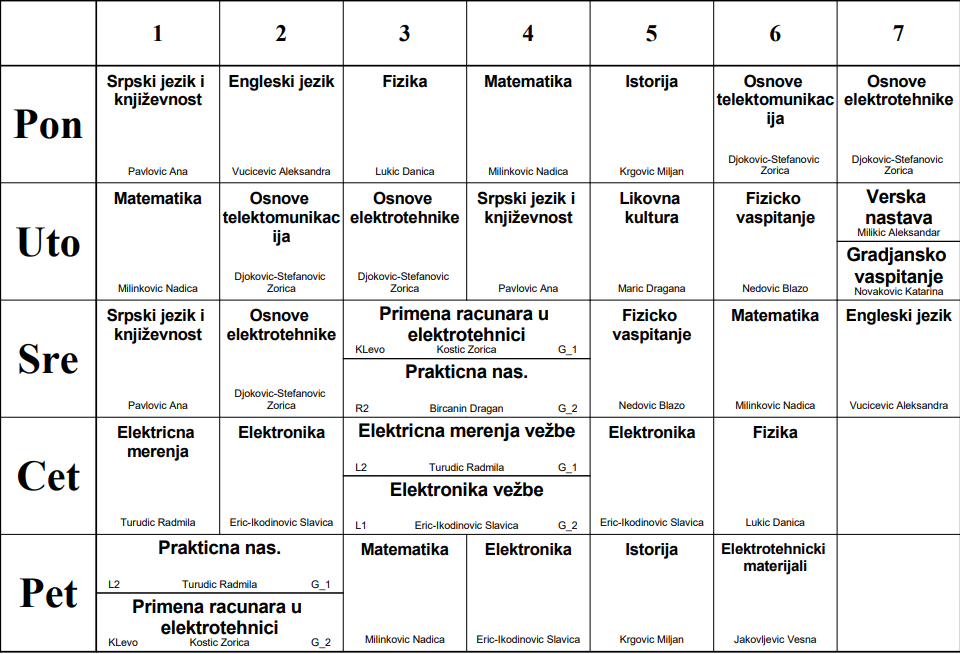 1 2 3 4 5 6 7
Pon
Srpski jezik i
književnost
Pavlovic Ana
Engleski jezik
Vucicevic Aleksandra
Fizika
Lukic Danica
Matematika
Milinkovic Nadica
Istorija
Krgovic Miljan
Osnove
telektomunikac
ija
Djokovic-Stefanovic
Zorica
Osnove
elektrotehnike
Djokovic-Stefanovic
Zorica
Uto
Matematika
Milinkovic Nadica
Osnove
telektomunikac
ija
Djokovic-Stefanovic
Zorica
Osnove
elektrotehnike
Djokovic-Stefanovic
Zorica
Srpski jezik i
književnost
Pavlovic Ana
Likovna
kultura
Maric Dragana
Fizicko
vaspitanje
Nedovic Blazo
Verska
nastava
Milikic Aleksandar
Gradjansko
vaspitanje
Novakovic Katarina
Sre
Srpski jezik i
književnost
Pavlovic Ana
Osnove
elektrotehnike
Djokovic-Stefanovic
Zorica
Primena racunara u
elektrotehnici
KLevo Kostic Zorica G_1
Prakticna nas.
R2 Bircanin Dragan G_2
Fizicko
vaspitanje
Nedovic Blazo
Matematika
Milinkovic Nadica
Engleski jezik
Vucicevic Aleksandra
Cet
Elektricna
merenja
Turudic Radmila
Elektronika
Eric-Ikodinovic Slavica
Elektricna merenja vežbe
L2 Turudic Radmila G_1
Elektronika vežbe
L1 Eric-Ikodinovic Slavica G_2
Elektronika
Eric-Ikodinovic Slavica
Fizika
Lukic Danica
Pet
Prakticna nas.
L2 Turudic Radmila G_1
Primena racunara u
elektrotehnici
KLevo Kostic Zorica G_2
Matematika
Milinkovic Nadica
Elektronika
Eric-Ikodinovic Slavica
Istorija
Krgovic Miljan
Elektrotehnicki
materijali
Jakovljevic Vesna